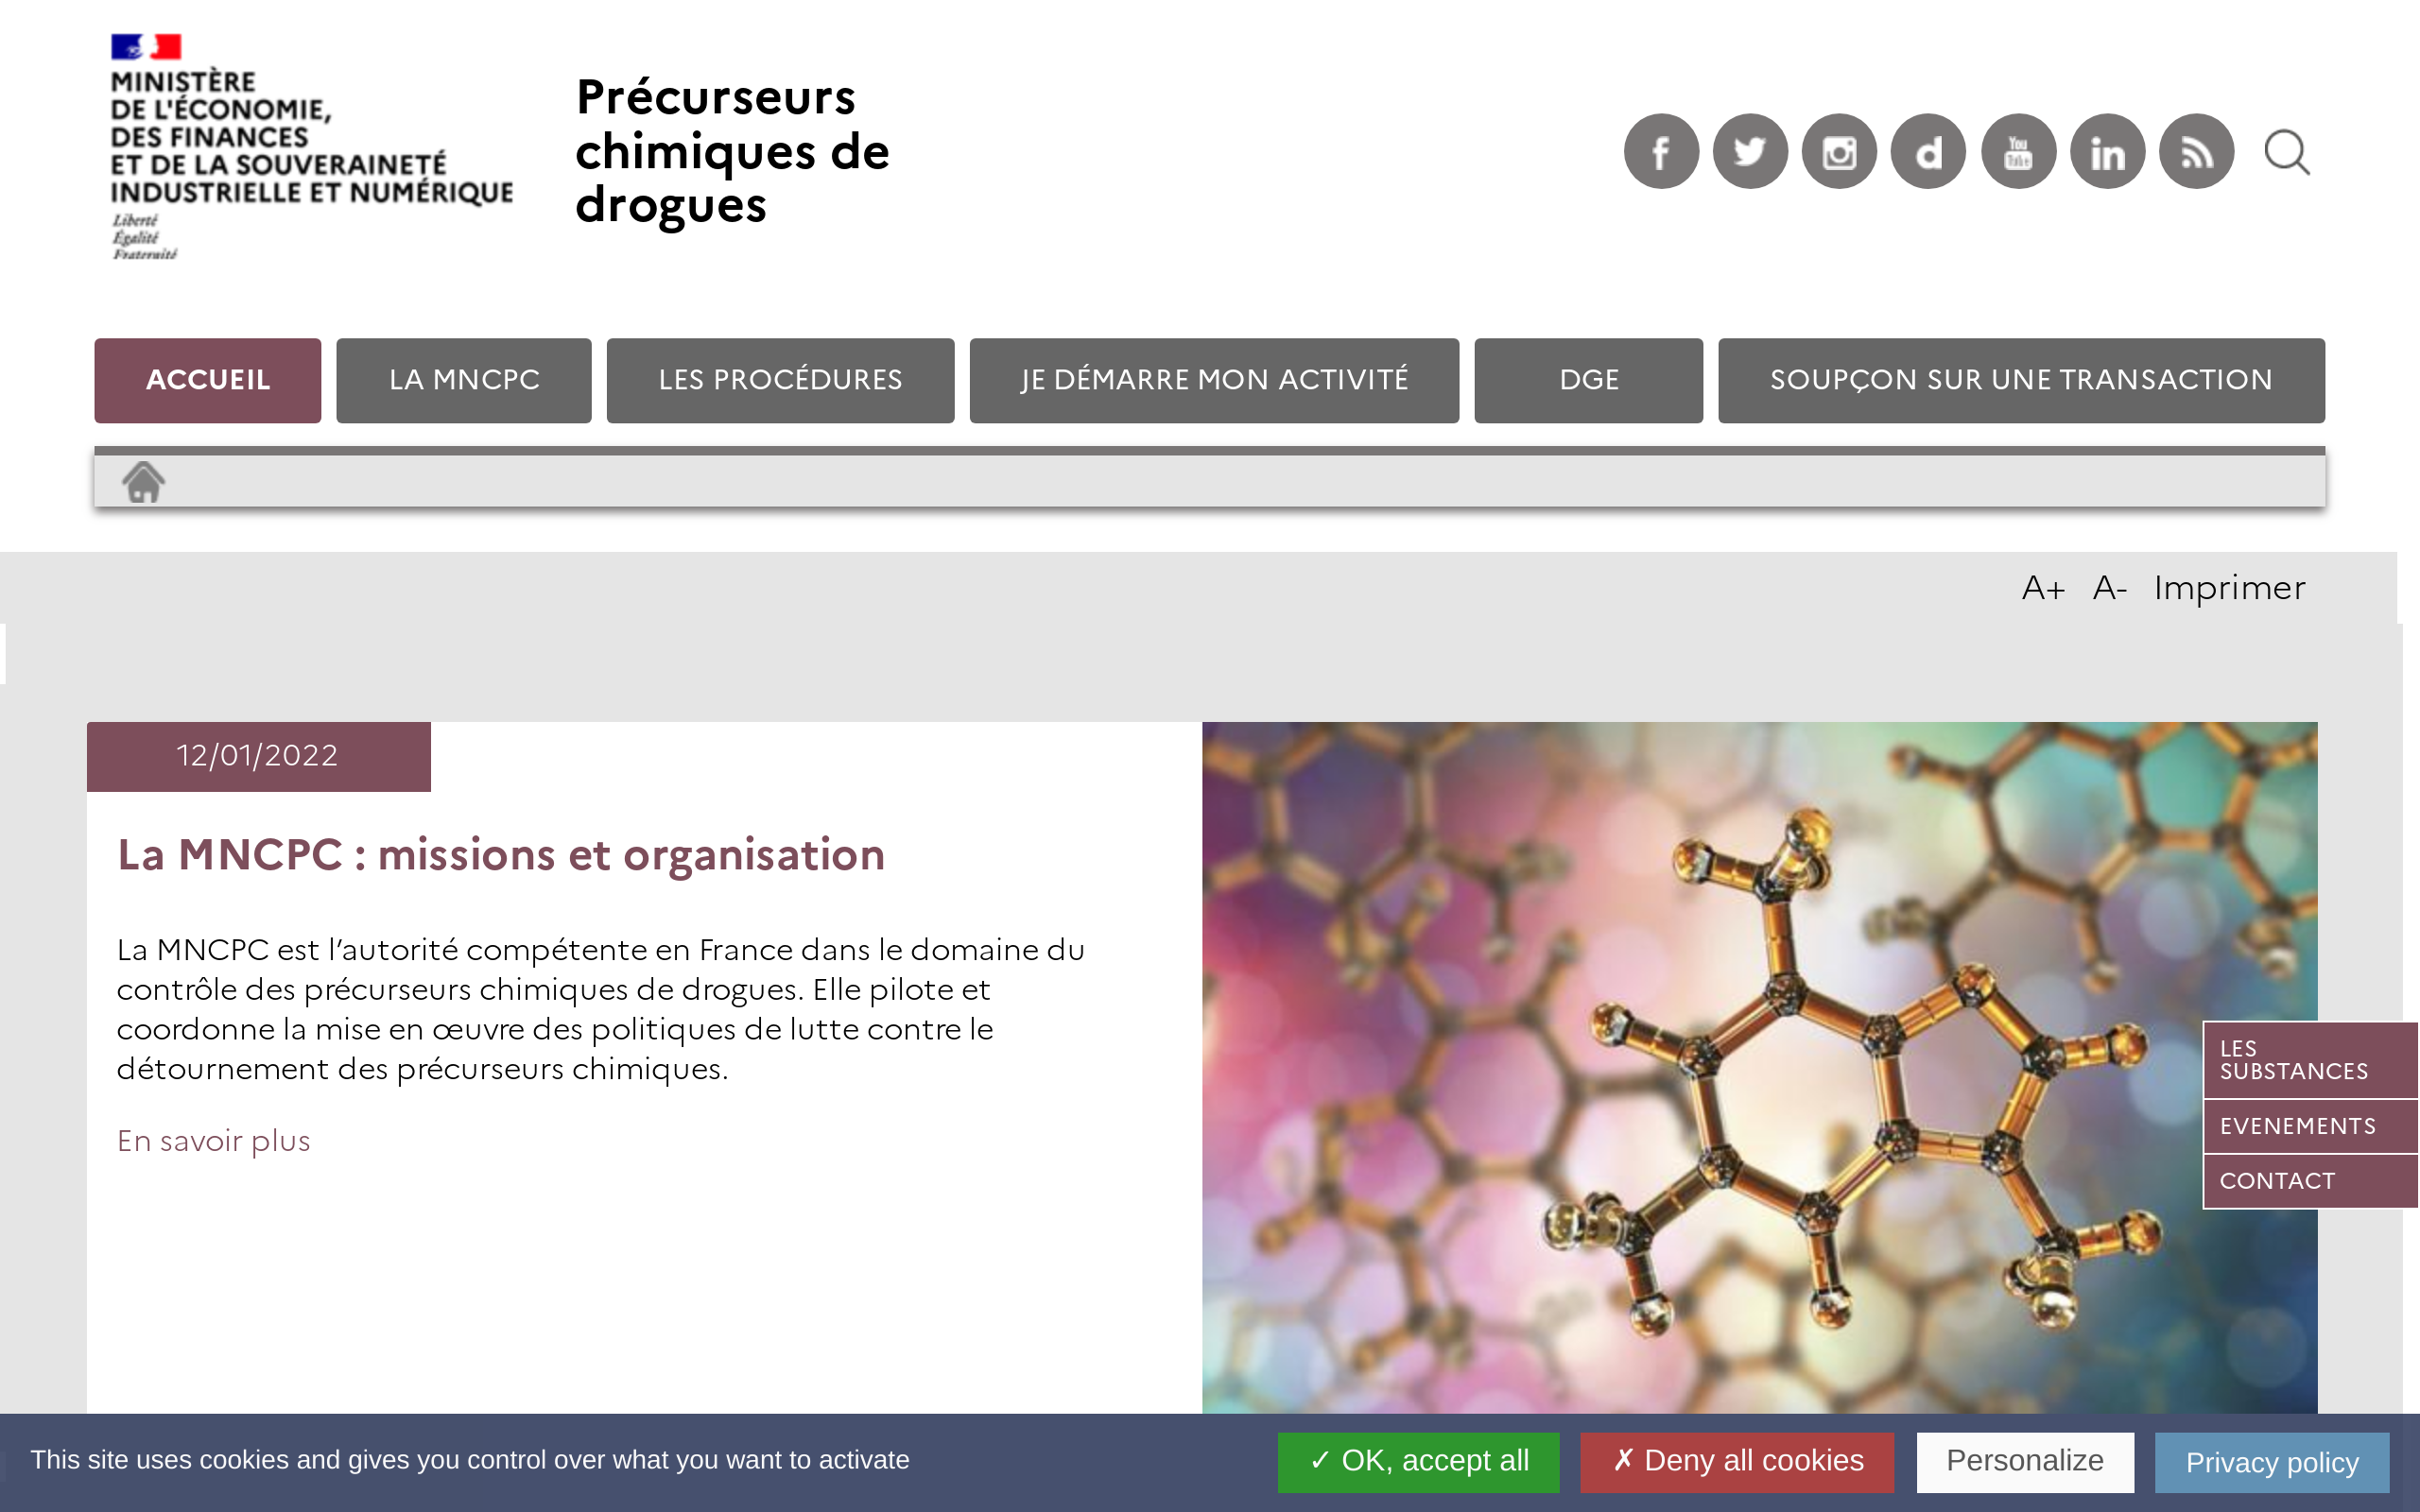 MINISTÈRE
DE L'ÉCONOMIE,
DES FINANCES
ET DE LA SOUVERAINETÉ
INDUSTRIELLE ET NUMÉRIQUE
Liberté
Égalité
Fraternité
Précurseurs
chimiques de
drogues
ACCUEIL
LA MNCPC
LES PROCÉDURES
JE DÉMARRE MON ACTIVITÉ
DGE
SOUPÇON SUR UNE TRANSACTION
A+ A- Imprimer
12/01/2022
La MNCPC : missions et organisation
La MNCPC est l’autorité compétente en France dans le domaine du
contrôle des précurseurs chimiques de drogues. Elle pilote et
coordonne la mise en œuvre des politiques de lutte contre le
détournement des précurseurs chimiques.
En savoir plus
LES
SUBSTANCES
EVENEMENTS
CONTACT
This site uses cookies and gives you control over what you want to activate
✓ OK, accept all
✗ Deny all cookies
Personalize
Privacy policy